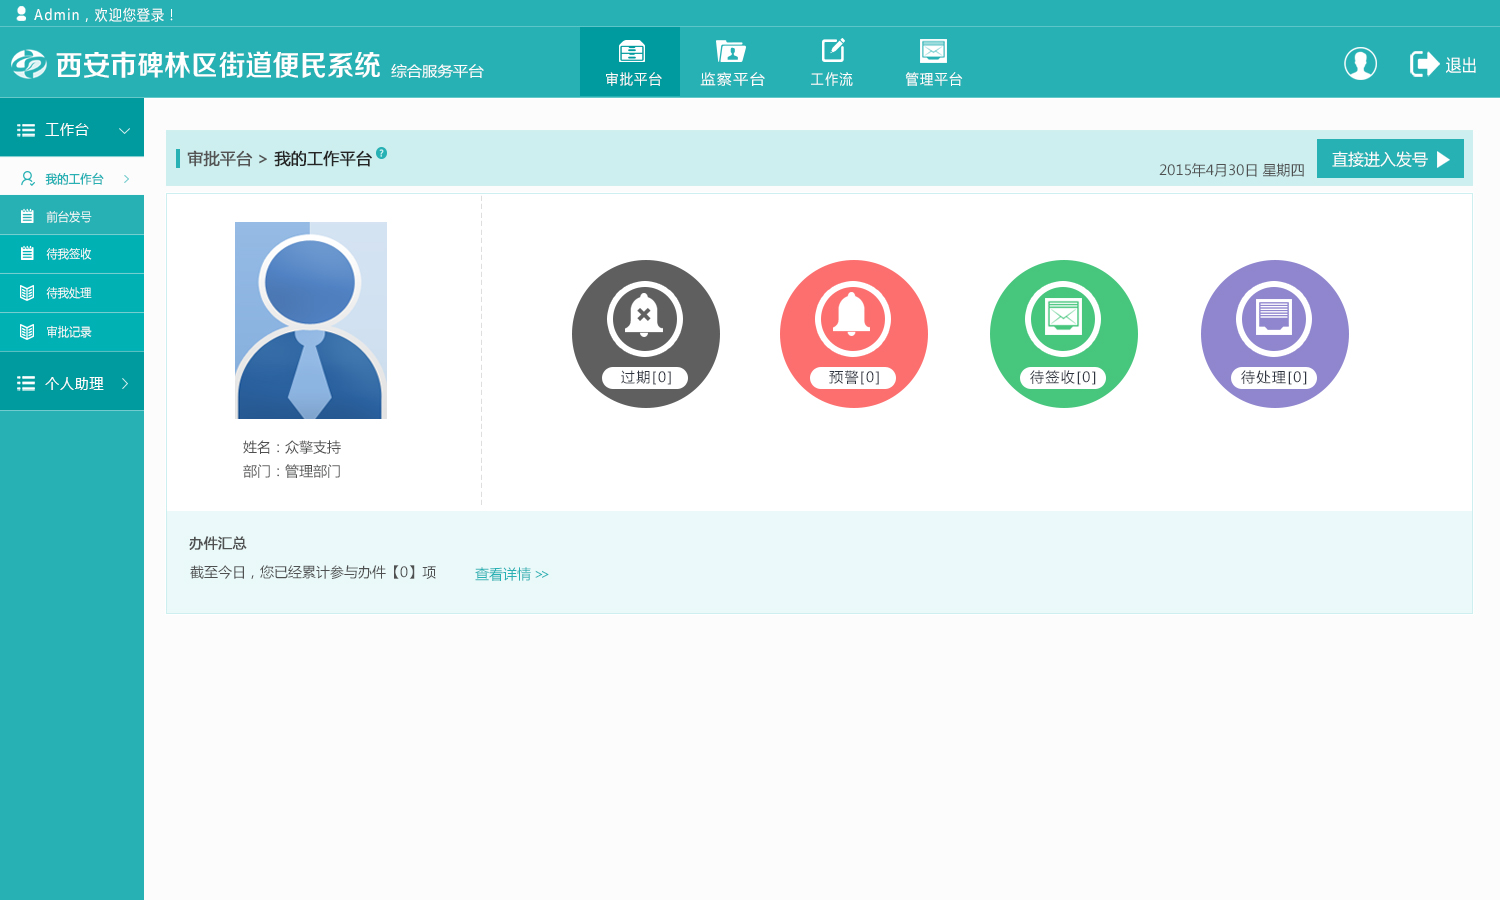 Admin，欢迎您登录！
西安市碑林区街道便民系统 综合服务平台
审批平台 监察平台 工作流 管理平台
退出
工作台
我的工作台
前台发号
待我签收
待我处理
审批记录
个人助理
审批平台 > 我的工作平台 ?
2015年4月30日 星期四
直接进入发号
过期[0]
预警[0]
待签收[0]
待处理[0]
姓名：众擎支持
部门：管理部门
办件汇总
截至今日，您已经累计参与办件【0】项 查看详情 >>